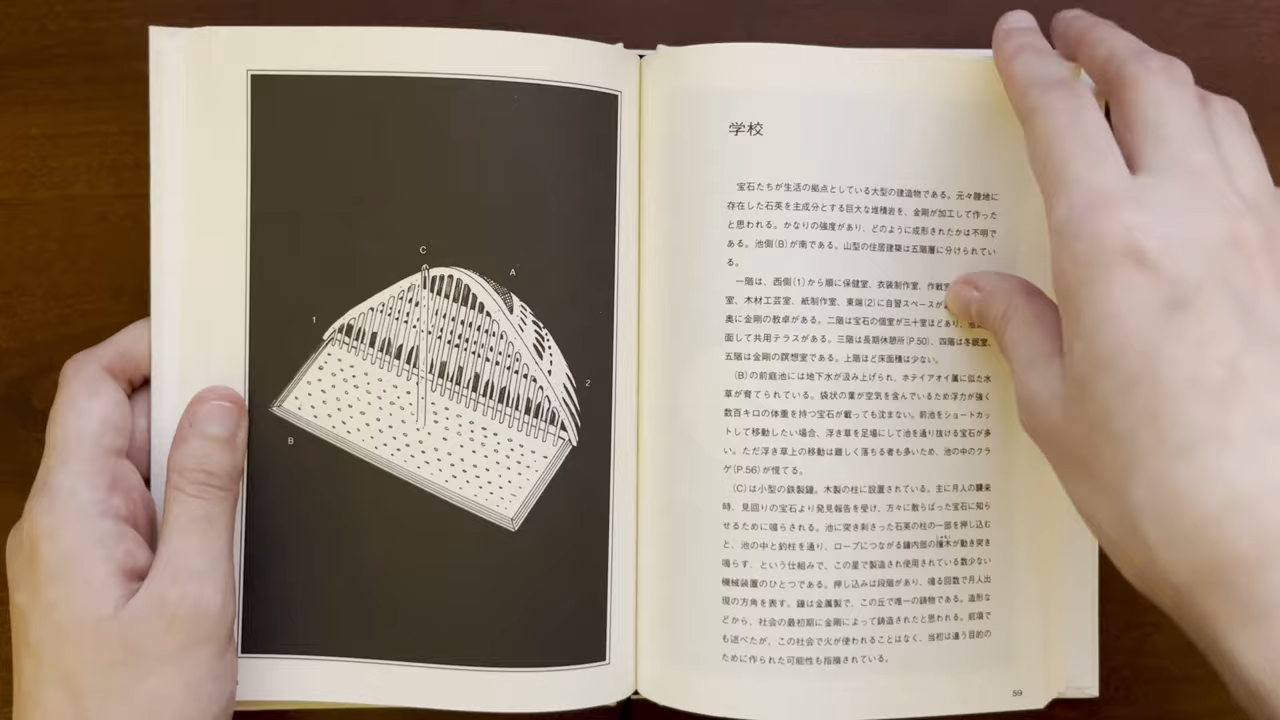 C
A
1
2
B
学校
宝石たちが生活の拠点としている大型の建造物である。元々陸地に
存在した石英を主成分とする巨大な堆積岩を、金剛が加工して作った
と思われる。かなりの強度があり、どのように成形されたかは不明で
ある。池側(B)が南である。山型の住居建築は五階層に分けられてい
る。
一階は、西側(1)から順に保健室、衣装制作室、作戦
室、木材工芸室、紙制作室、東端(2)に自習スペースが
奥に金剛の教卓がある。二階は宝石の個室が三十室ほどあり、
面して共用テラスがある。三階は長期休憩所(P.50)、四階は冬眠室、
五階は金剛の瞑想室である。上階ほど床面積は少ない。
(B)の前庭池には地下水が汲み上げられ、ホテイアオイ属に似た水
草が育てられている。袋状の葉が空気を含んでいるため浮力が強く
数百キロの体重を持つ宝石が載っても沈まない。前池をショートカッ
トして移動したい場合、浮き草を足場にして池を通り抜ける宝石が多
い。ただ浮き草上の移動は難しく落ちる者も多いため、池の中のクラ
ゲ(P.56)が慌てる。
(C)は小型の鉄製鐘。木製の柱に設置されている。主に月人の襲来
時、見回りの宝石より発見報告を受け、方々に散らばった宝石に知ら
せるために鳴らされる。池に突き刺さった石英の柱の一部を押し込む
と、池の中と釣柱を通り、ロープにつながる鐘内部の撞木が動き突き
鳴らす、という仕組みで、この星で製造され使用されている数少ない
機械装置のひとつである。押し込みは段階があり、鳴る回数で月人出
現の方角を表す。鐘は金属製で、この丘で唯一の鋳物である。造形な
どから、社会の最初期に金剛によって鋳造されたと思われる。前項で
も述べたが、この社会で火が使われることはなく、当初は違う目的の
ために作られた可能性も指摘されている。
59